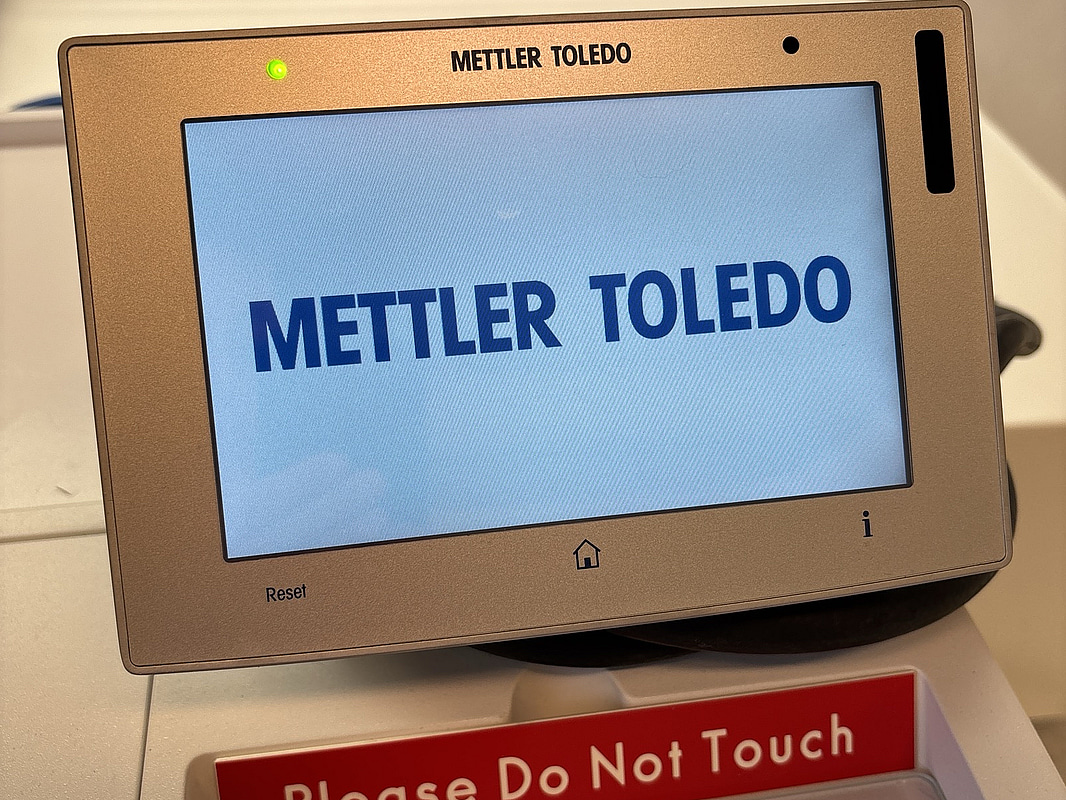 METTLER TOLEDO
METTLER TOLEDO
i
Reset
Please Do Not Touch